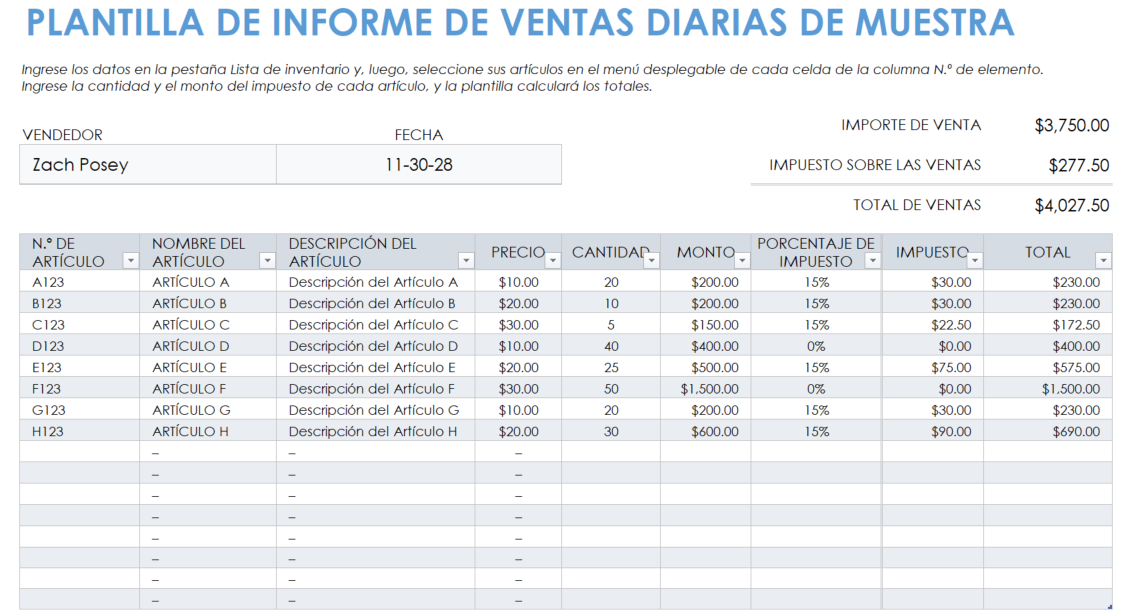 PLANTILLA DE INFORME DE VENTAS DIARIAS DE MUESTRA
Ingrese los datos en la pestaña Lista de inventario y, luego, seleccione sus artículos en el menú desplegable de cada celda de la columna N.º de elemento.
Ingrese la cantidad y el monto del impuesto de cada artículo, y la plantilla calculará los totales.
IMPORTE DE VENTA $3,750.00
VENDEDOR FECHA
Zach Posey 11-30-28
IMPUESTO SOBRE LAS VENTAS $277.50
TOTAL DE VENTAS $4,027.50
N.º DE ARTÍCULO NOMBRE DEL ARTÍCULO DESCRIPCIÓN DEL ARTÍCULO PRECIO CANTIDAD MONTO PORCENTAJE DE IMPUESTO IMPUESTO TOTAL
A123 ARTÍCULO A Descripción del Artículo A $10.00 20 $200.00 15% $30.00 $230.00
B123 ARTÍCULO B Descripción del Artículo B $20.00 10 $200.00 15% $30.00 $230.00
C123 ARTÍCULO C Descripción del Artículo C $30.00 5 $150.00 15% $22.50 $172.50
D123 ARTÍCULO D Descripción del Artículo D $10.00 40 $400.00 0% $0.00 $400.00
E123 ARTÍCULO E Descripción del Artículo E $20.00 25 $500.00 15% $75.00 $575.00
F123 ARTÍCULO F Descripción del Artículo F $30.00 50 $1,500.00 0% $0.00 $1,500.00
G123 ARTÍCULO G Descripción del Artículo G $10.00 20 $200.00 15% $30.00 $230.00
H123 ARTÍCULO H Descripción del Artículo H $20.00 30 $600.00 15% $90.00 $690.00
– – –
– – –
– – –
– – –
– – –
– – –
– – –
– – –